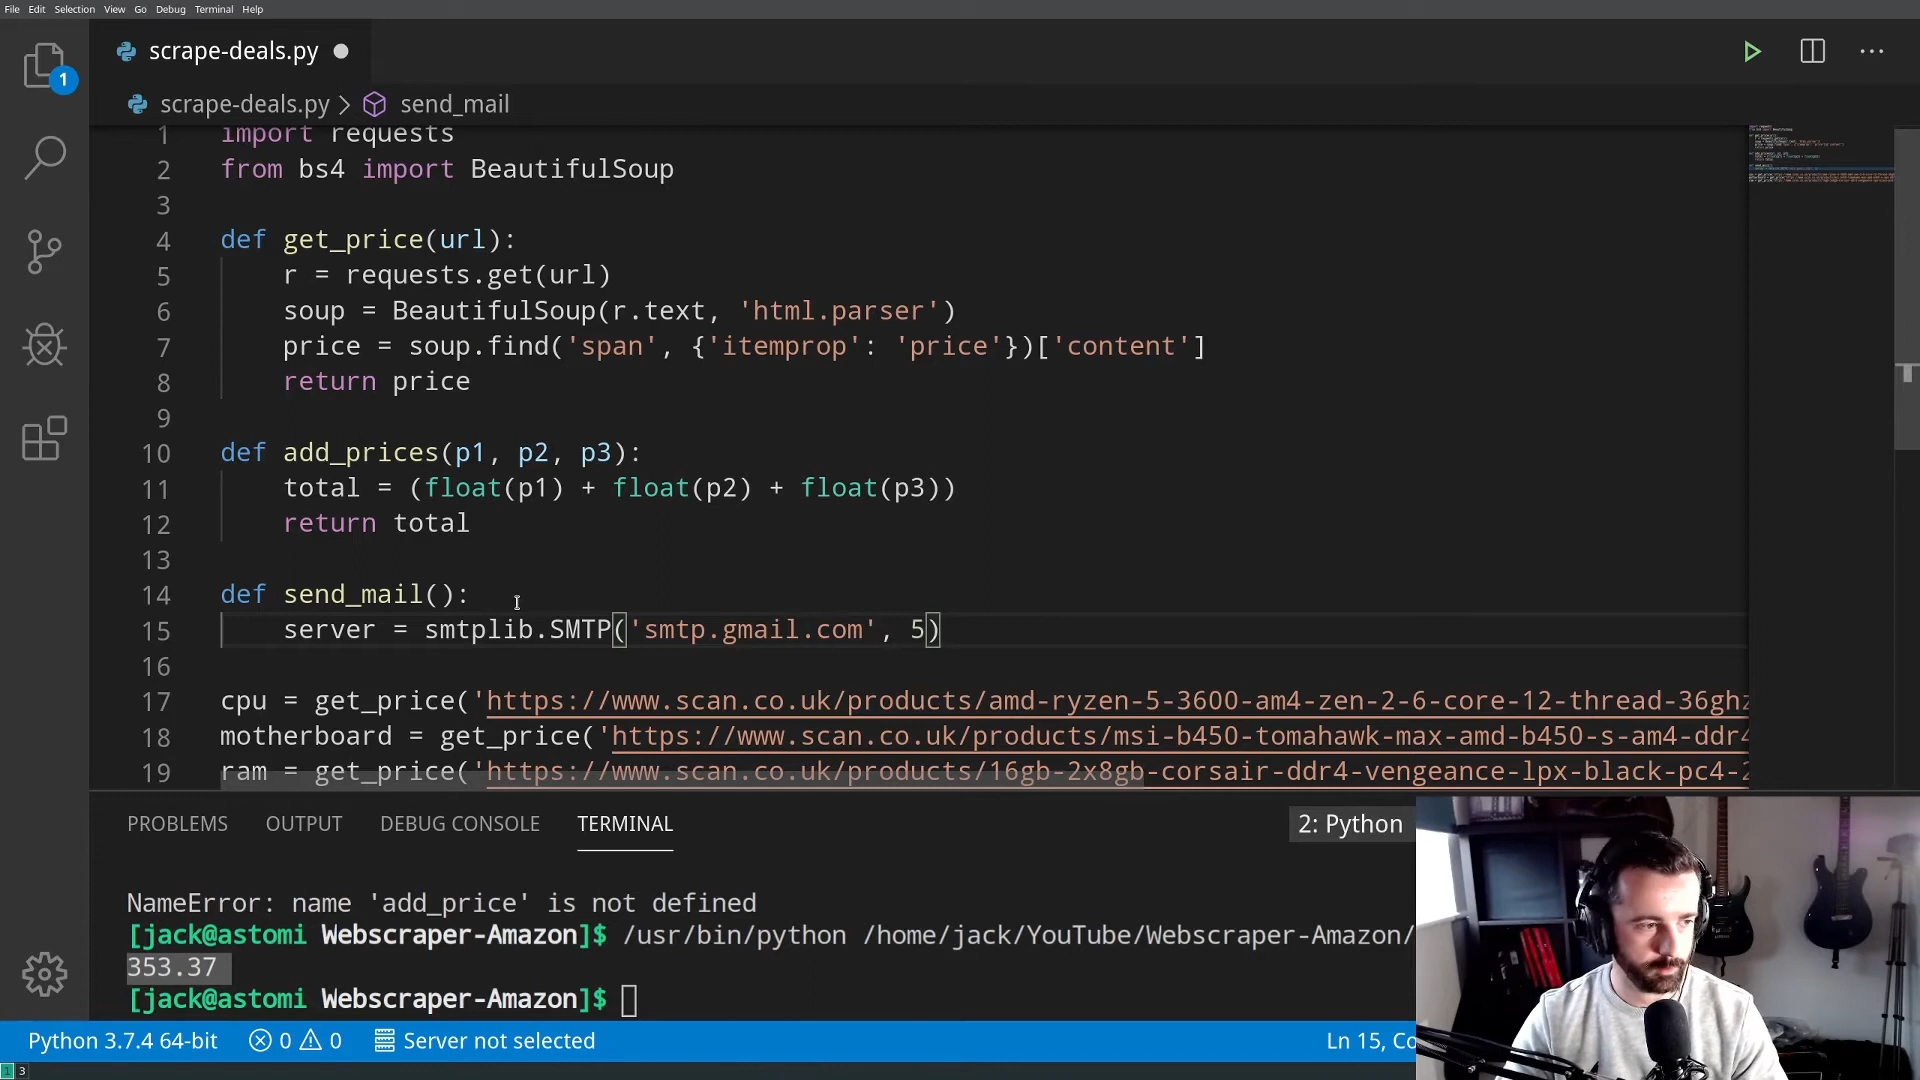 File Edit Selection View Go Debug Terminal Help
scrape-deals.py
1
scrape-deals.py > send_mail
1 import requests
2 from bs4 import BeautifulSoup
3
4 def get_price(url):
5 r = requests.get(url)
6 soup = BeautifulSoup(r.text, 'html.parser')
7 price = soup.find('span', {'itemprop': 'price'})['content']
8 return price
9
10 def add_prices(p1, p2, p3):
11 total = (float(p1) + float(p2) + float(p3))
12 return total
13
14 def send_mail():
15 server = smtplib.SMTP('smtp.gmail.com', 5)
16
17 cpu = get_price('https://www.scan.co.uk/products/amd-ryzen-5-3600-am4-zen-2-6-core-12-thread-36ghz
18 motherboard = get_price('https://www.scan.co.uk/products/msi-b450-tomahawk-max-amd-b450-s-am4-ddr4
19 ram = get_price('https://www.scan.co.uk/products/16gb-2x8gb-corsair-ddr4-vengeance-lpx-black-pc4-2
PROBLEMS OUTPUT DEBUG CONSOLE TERMINAL 2: Python
NameError: name 'add_price' is not defined
[jack@astomi Webscraper-Amazon]$ /usr/bin/python /home/jack/YouTube/Webscraper-Amazon/
353.37
[jack@astomi Webscraper-Amazon]$
Python 3.7.4 64-bit 0 0 Server not selected Ln 15, Co
1 3